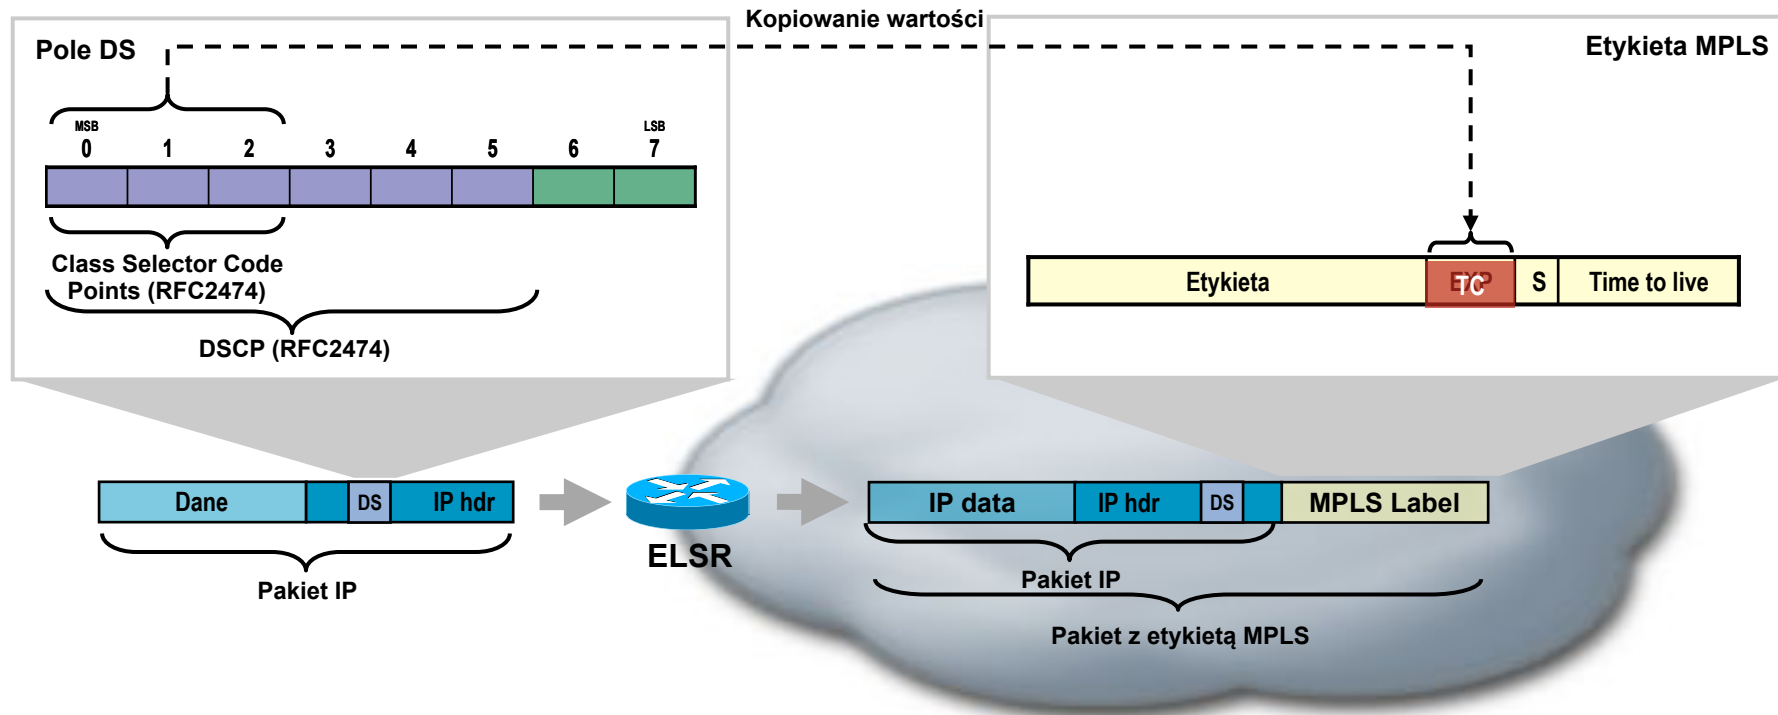 Kopiowanie wartości
Pole DS
MSB
LSB
0 1 2 3 4 5 6 7
Class Selector Code
Points (RFC2474)
DSCP (RFC2474)
Etykieta MPLS
Etykieta EXP TC S Time to live
Dane DS IP hdr
Pakiet IP
ELSR
IP data IP hdr DS MPLS Label
Pakiet IP
Pakiet z etykietą MPLS